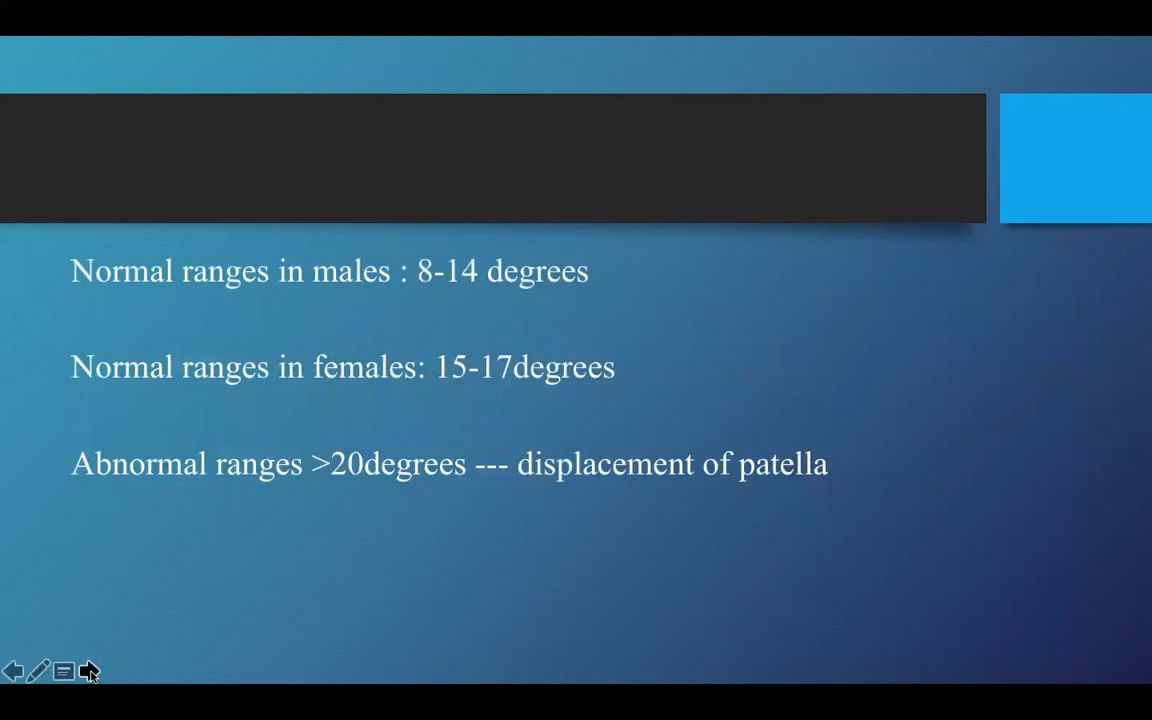 Normal ranges in males : 8-14 degrees
Normal ranges in females: 15-17degrees
Abnormal ranges >20degrees --- displacement of patella